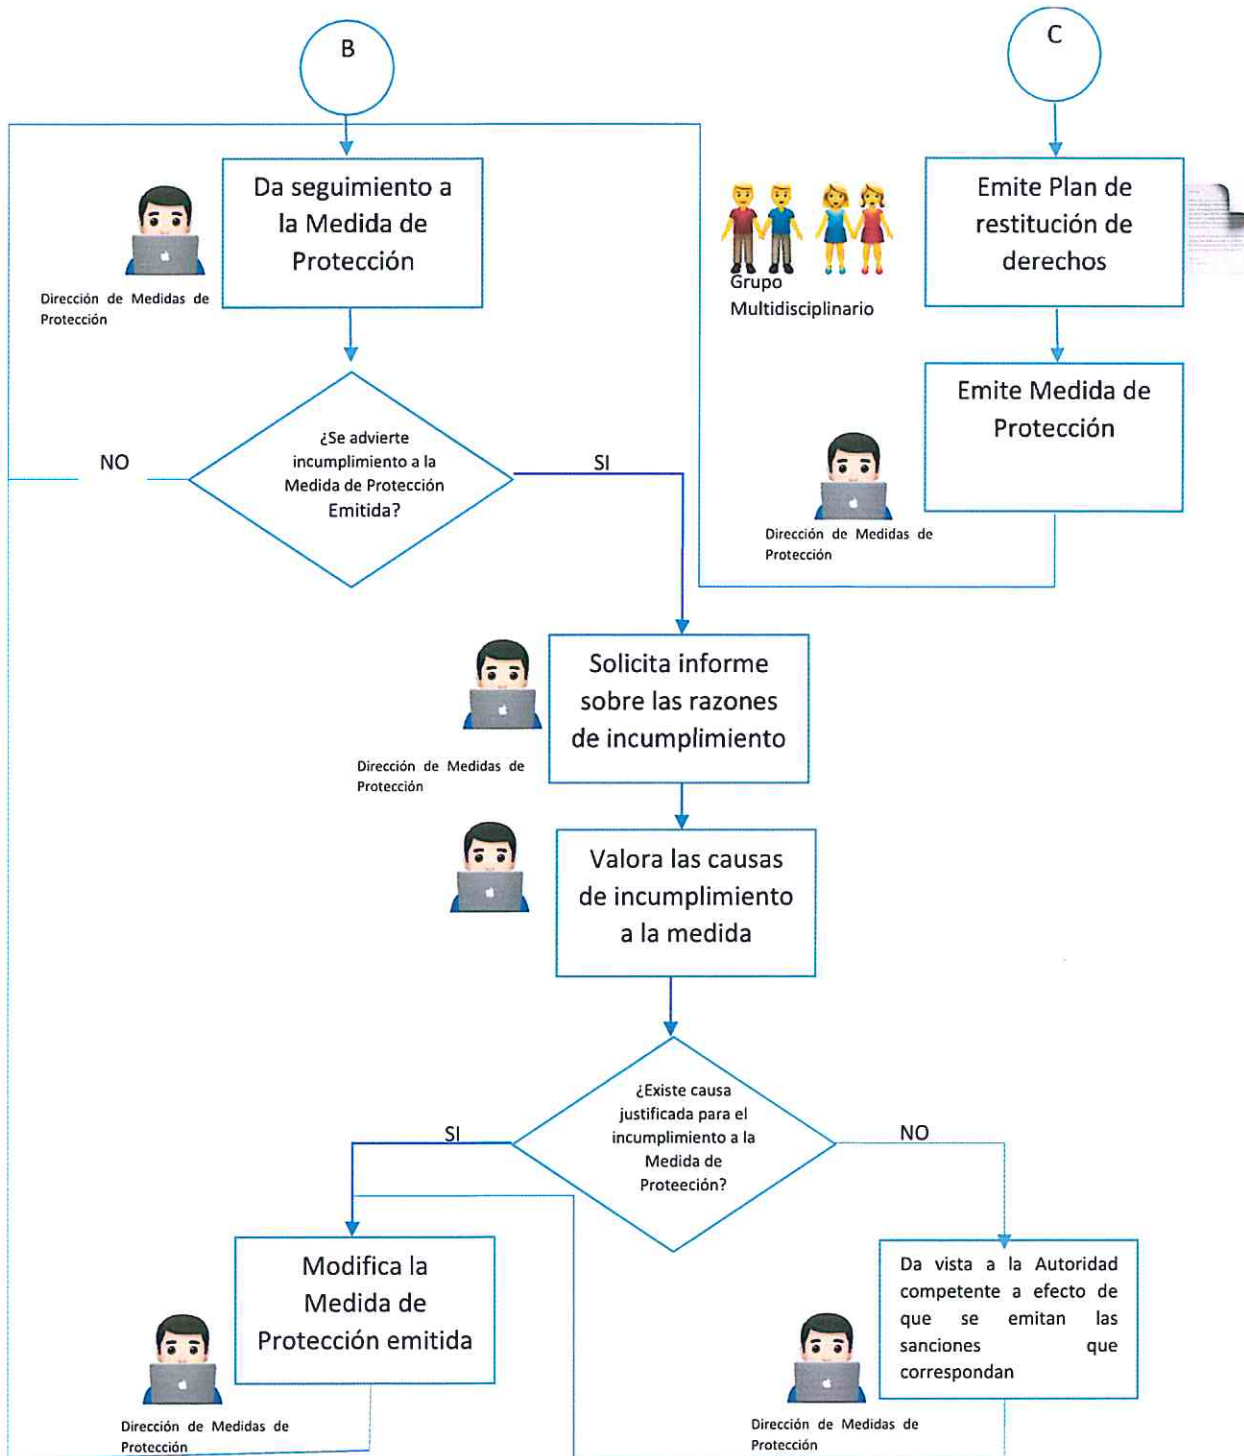 B
C
Da seguimiento a
la Medida de
Protección
Dirección de Medidas de
Protección
Emite Plan de
restitución de
derechos
Grupo
Multidisciplinario
Emite Medida de
Protección
Dirección de Medidas de
Protección
¿Se advierte
incumplimiento a la
Medida de Protección
Emitida?
NO
SI
Solicita informe
sobre las razones
de incumplimiento
Dirección de Medidas de
Protección
Valora las causas
de incumplimiento
a la medida
¿Existe causa
justificada para el
incumplimiento a la
Medida de
Proteeción?
SI
NO
Modifica la
Medida de
Protección emitida
Dirección de Medidas de
Protección
Da vista a la Autoridad
competente a efecto de
que se emitan las
sanciones que
correspondan
Dirección de Medidas de
Protección